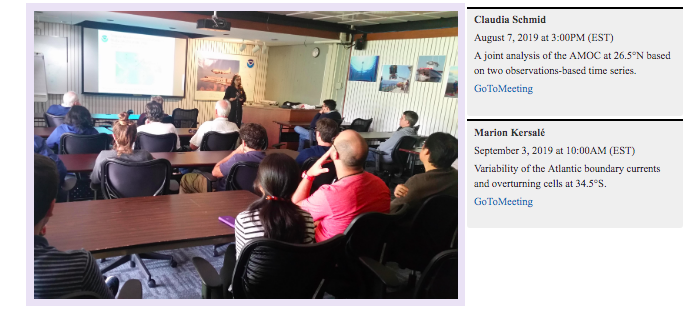 Claudia Schmid
August 7, 2019 at 3:00PM (EST)
A joint analysis of the AMOC at 26.5°N based
on two observations-based time series.
GoToMeeting
Marion Kersalé
September 3, 2019 at 10:00AM (EST)
Variability of the Atlantic boundary currents
and overturning cells at 34.5°S.
GoToMeeting